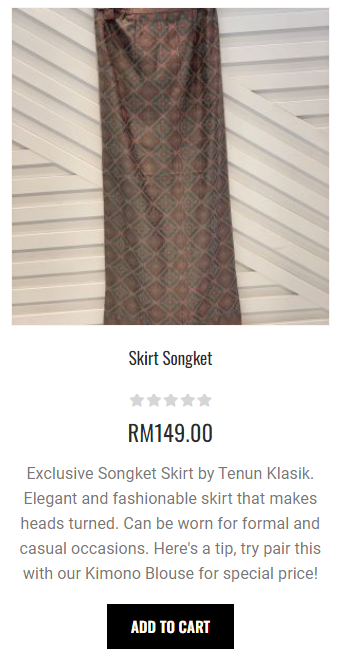 Skirt Songket
RM149.00
Exclusive Songket Skirt by Tenun Klasik.
Elegant and fashionable skirt that makes
heads turned. Can be worn for formal and
casual occasions. Here's a tip, try pair this
with our Kimono Blouse for special price!
ADD TO CART